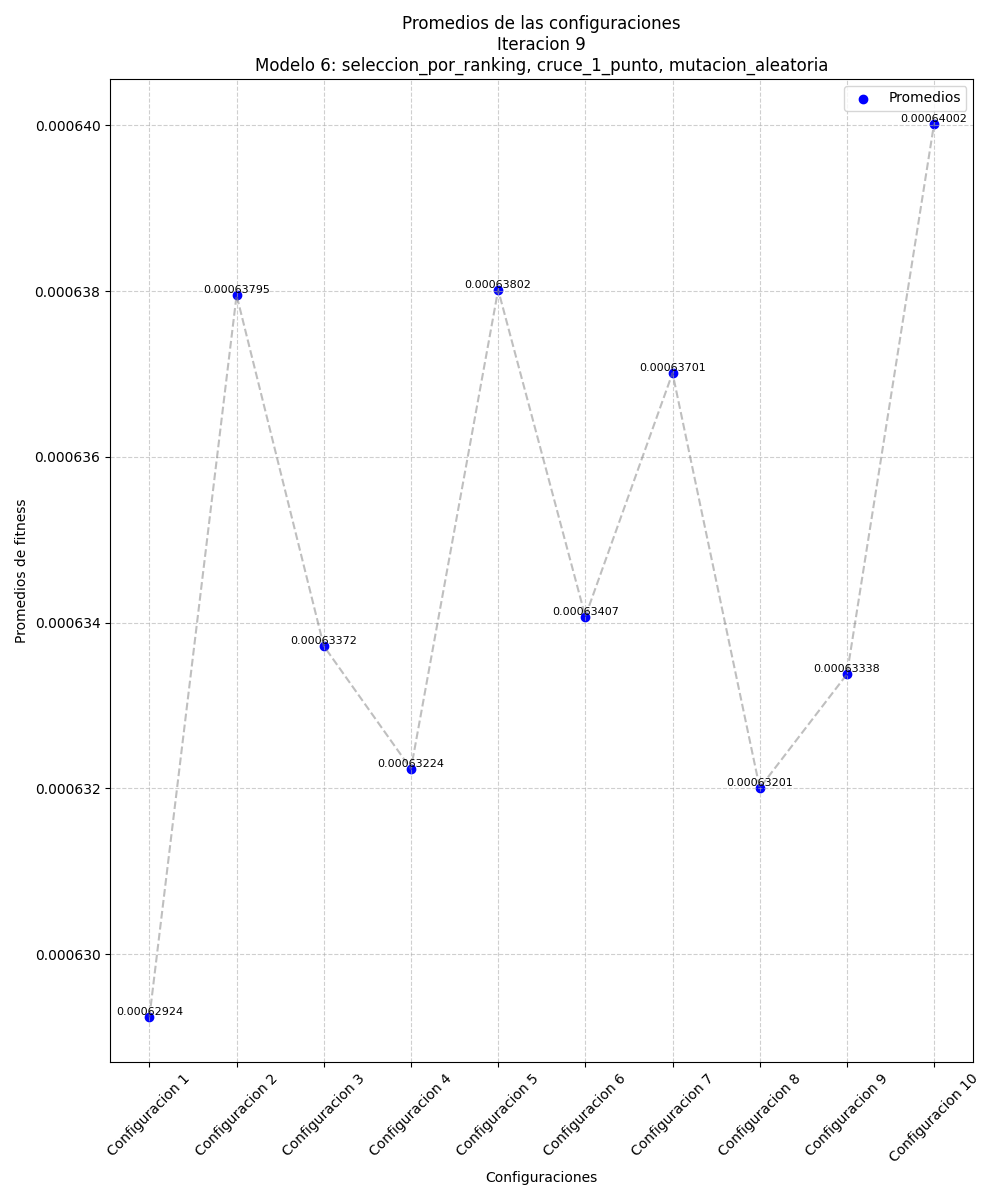 Promedios de las configuraciones
Iteracion 9
Modelo 6: seleccion_por_ranking, cruce_1_punto, mutacion_aleatoria
Promedios
0.000640
0.000638
0.000636
0.000634
0.000632
0.000630
Promedios de fitness
0.00062924
0.00063795
0.00063372
0.00063224
0.00063802
0.00063407
0.00063701
0.00063201
0.00063338
0.00064002
Configuracion 1
Configuracion 2
Configuracion 3
Configuracion 4
Configuracion 5
Configuracion 6
Configuracion 7
Configuracion 8
Configuracion 9
Configuracion 10
Configuraciones